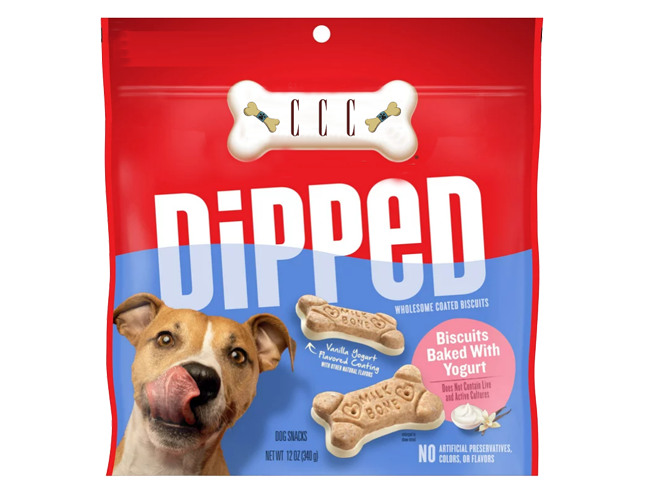 C C C
DIPPED
WHOLESOME COATED BISCUITS
MILK
BONE
Vanilla Yogurt
Flavored Coating
WITH OTHER NATURAL FLAVORS
Biscuits
Baked With
Yogurt
Does Not Contain Live
and Active Cultures
MILK
BONE
DOG SNACKS
NET WT 12 OZ (340g)
NO ARTIFICIAL PRESERVATIVES,
COLORS, OR FLAVORS